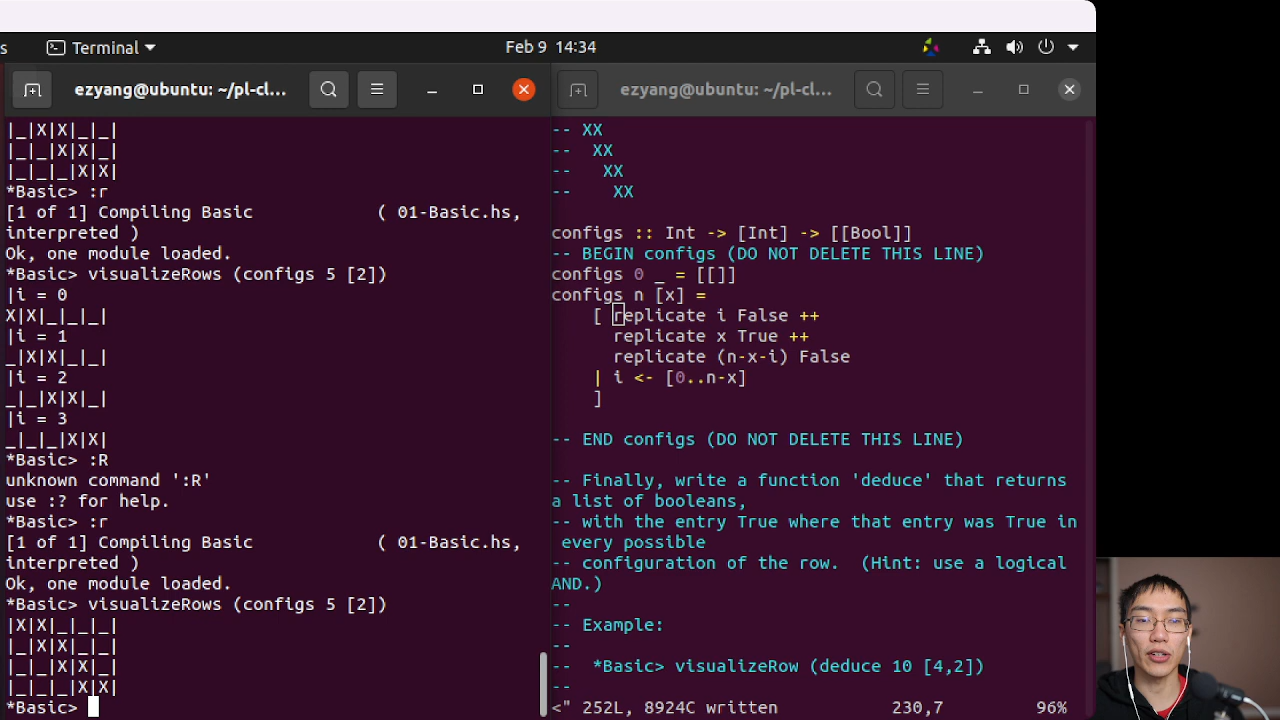 s
Terminal
Feb 9 14:34
ezyang@ubuntu: ~/pl-cl...
|_|X|X|_|_|
|_|_|X|X|_|
|_|_|_|X|X|
*Basic> :r
[1 of 1] Compiling Basic            ( 01-Basic.hs,
interpreted )
Ok, one module loaded.
*Basic> visualizeRows (configs 5 [2])
|i = 0
X|X|_|_|_|
|i = 1
_|X|X|_|_|
|i = 2
_|_|X|X|_|
|i = 3
_|_|_|X|X|
*Basic> :R
unknown command ':R'
use :? for help.
*Basic> :r
[1 of 1] Compiling Basic            ( 01-Basic.hs,
interpreted )
Ok, one module loaded.
*Basic> visualizeRows (configs 5 [2])
|X|X|_|_|_|
|_|X|X|_|_|
|_|_|X|X|_|
|_|_|_|X|X|
*Basic>
ezyang@ubuntu: ~/pl-cl...
-- XX
--  XX
--   XX
--    XX
configs :: Int -> [Int] -> [[Bool]]
-- BEGIN configs (DO NOT DELETE THIS LINE)
configs 0 _ = [[]]
configs n [x] =
    [ replicate i False ++
      replicate x True ++
      replicate (n-x-i) False
    | i <- [0..n-x]
    ]
-- END configs (DO NOT DELETE THIS LINE)
-- Finally, write a function 'deduce' that returns
a list of booleans,
-- with the entry True where that entry was True in
 every possible
-- configuration of the row.  (Hint: use a logical
AND.)
--
-- Example:
--
--  *Basic> visualizeRow (deduce 10 [4,2])
--
<" 252L, 8924C written           230,7         96%